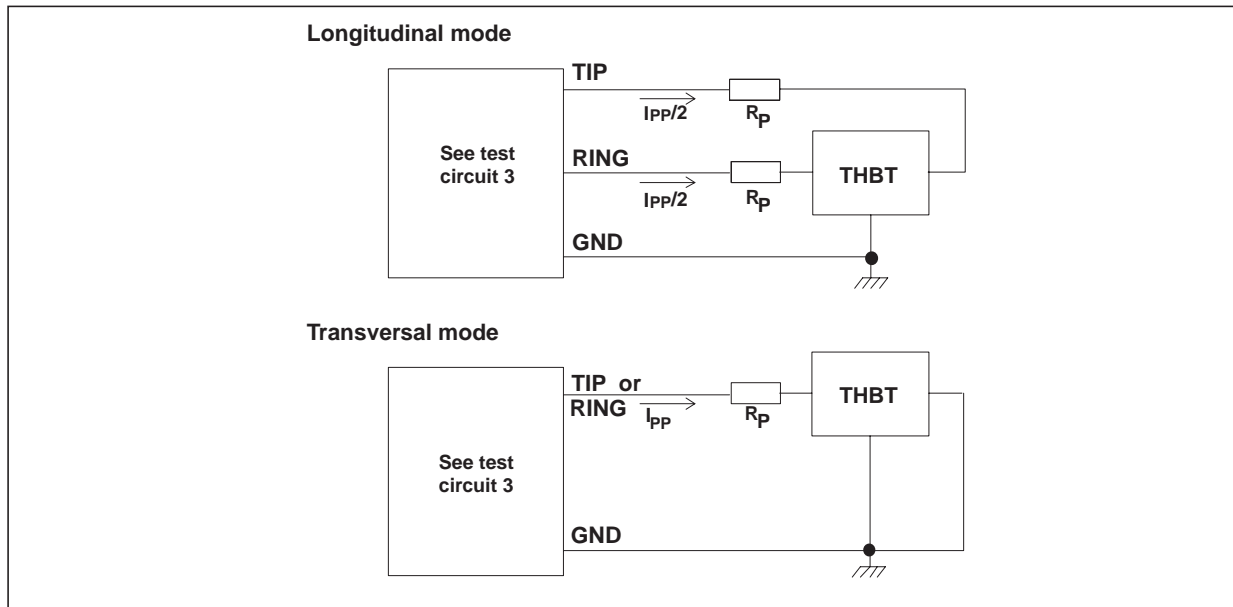 Longitudinal mode
TIP
IPP/2
RP
See test
circuit 3
RING
THBT
IPP/2
RP
GND
Transversal mode
TIP or
RING
IPP
RP
THBT
See test
circuit 3
GND